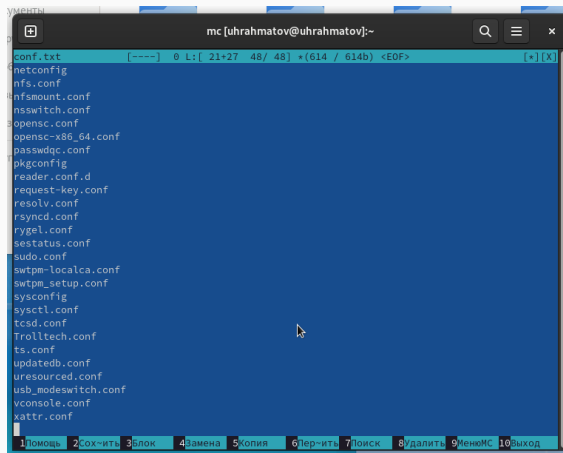 ументы
mc [uhrahmatov@uhrahmatov]:~
conf.txt [----] 0 L:[ 21+27 48/ 48] *(614 / 614b) <EOF> [*][X]
netconfig
nfs.conf
nfsmount.conf
nsswitch.conf
opensc.conf
opensc-x86_64.conf
passwdqc.conf
pkgconfig
reader.conf.d
request-key.conf
resolv.conf
rsyncd.conf
rygel.conf
sestatus.conf
sudo.conf
swtpm-localca.conf
swtpm_setup.conf
sysconfig
sysctl.conf
tcsd.conf
Trolltech.conf
ts.conf
updatedb.conf
uresourced.conf
usb_modeswitch.conf
vconsole.conf
xattr.conf
1Помощь 2Сох~ить 3Блок 4Замена 5Копия 6Пер~ить 7Поиск 8Удалить 9МенюМС 10Выход